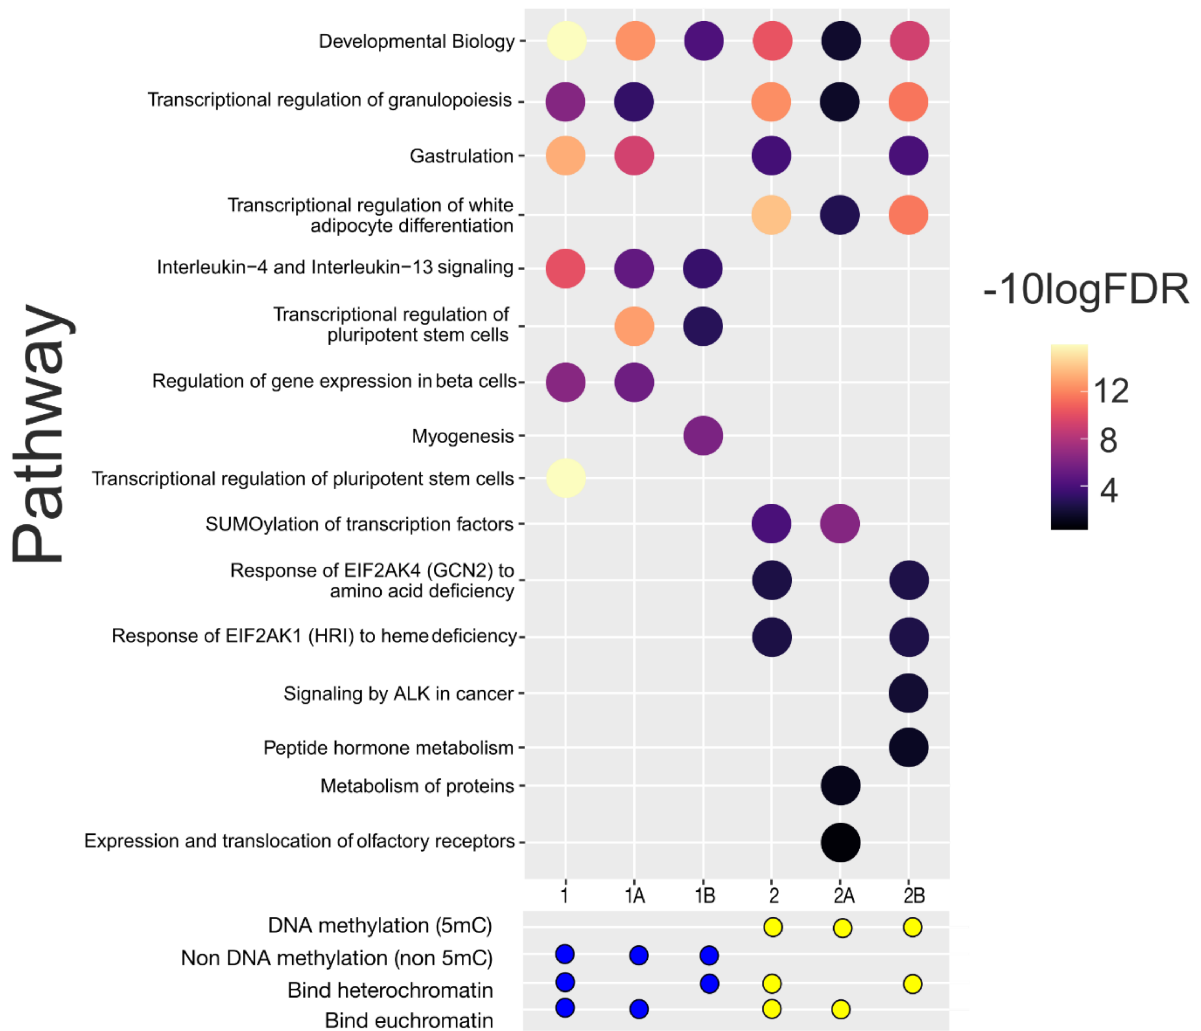 Pathway
Developmental Biology
Transcriptional regulation of granulopoiesis
Gastrulation
Transcriptional regulation of white
adipocyte differentiation
Interleukin−4 and Interleukin−13 signaling
Transcriptional regulation of
pluripotent stem cells
Regulation of gene expression in beta cells
Myogenesis
Transcriptional regulation of pluripotent stem cells
SUMOylation of transcription factors
Response of EIF2AK4 (GCN2) to
amino acid deficiency
Response of EIF2AK1 (HRI) to heme deficiency
Signaling by ALK in cancer
Peptide hormone metabolism
Metabolism of proteins
Expression and translocation of olfactory receptors
1 1A 1B 2 2A 2B
DNA methylation (5mC)
Non DNA methylation (non 5mC)
Bind heterochromatin
Bind euchromatin
-10logFDR
12
8
4